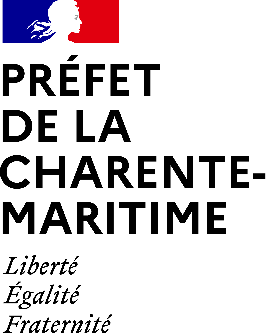 PRÉFET
DE LA
CHARENTE-
MARITIME
Liberté
Égalité
Fraternité